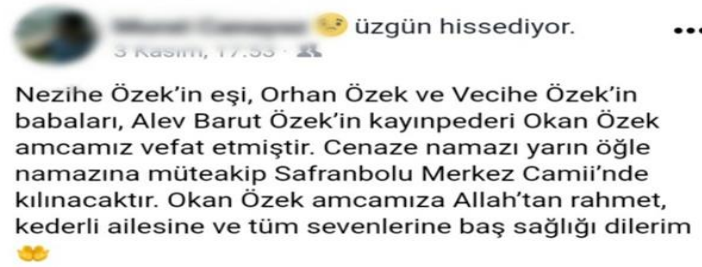 üzgün hissediyor.
3 Kasım, 17:53
Nezihe Özek’in eşi, Orhan Özek ve Vecihe Özek’in
babaları, Alev Barut Özek’in kayınpederi Okan Özek
amcamız vefat etmiştir. Cenaze namazı yarın öğle
namazına müteakip Safranbolu Merkez Camii’nde
kılınacaktır. Okan Özek amcamıza Allah’tan rahmet,
kederli ailesine ve tüm sevenlerine baş sağlığı dilerim